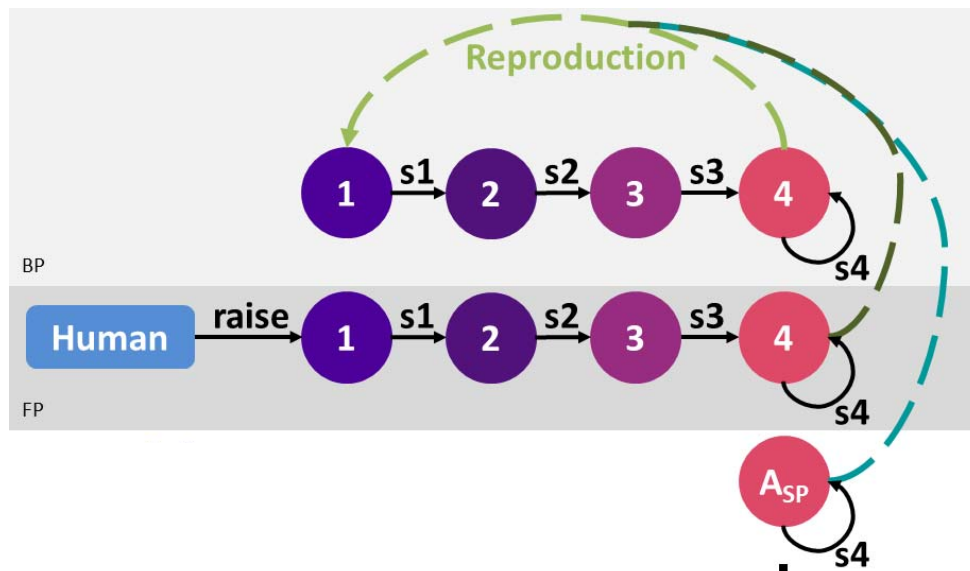 Reproduction
s1 s2 s3
1 2 3 4
s4
BP
raise s1 s2 s3
Human 1 2 3 4
s4
FP
ASP
s4